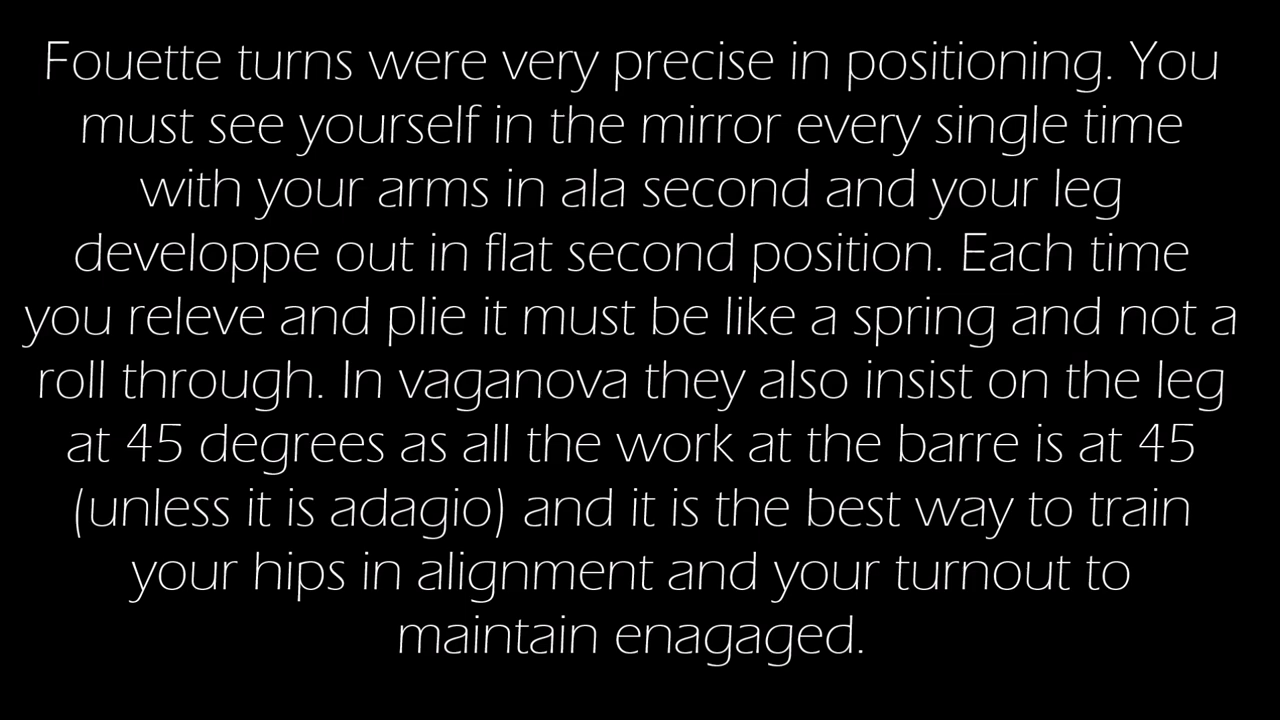 Fouette turns were very precise in positioning. You
must see yourself in the mirror every single time
with your arms in ala second and your leg
developpe out in flat second position. Each time
you releve and plie it must be like a spring and not a
roll through. In vaganova they also insist on the leg
at 45 degrees as all the work at the barre is at 45
(unless it is adagio) and it is the best way to train
your hips in alignment and your turnout to
maintain enagaged.